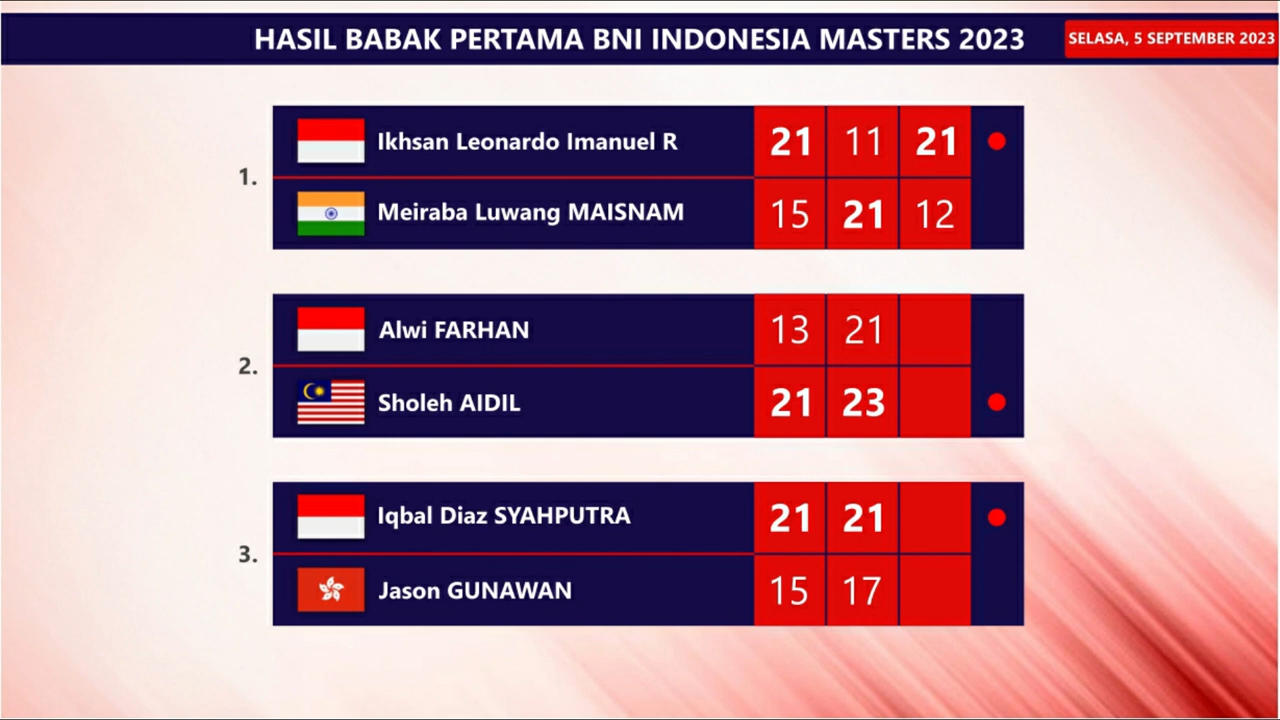 HASIL BABAK PERTAMA BNI INDONESIA MASTERS 2023
SELASA, 5 SEPTEMBER 2023
1.
Ikhsan Leonardo Imanuel R 21 11 21
Meiraba Luwang MAISNAM 15 21 12
2.
Alwi FARHAN 13 21
Sholeh AIDIL 21 23
3.
Iqbal Diaz SYAHPUTRA 21 21
Jason GUNAWAN 15 17